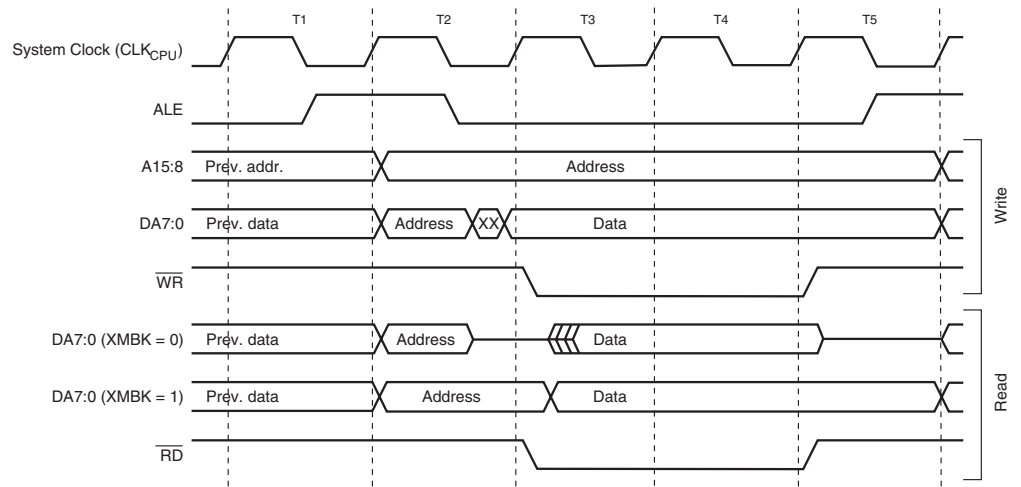 T1 T2 T3 T4 T5
System Clock (CLKCPU)
ALE
A15:8 Prev. addr. Address
DA7:0 Prev. data Address XX Data
WR
Write
DA7:0 (XMBK = 0) Prev. data Address Data
DA7:0 (XMBK = 1) Prev. data Address Data
RD
Read